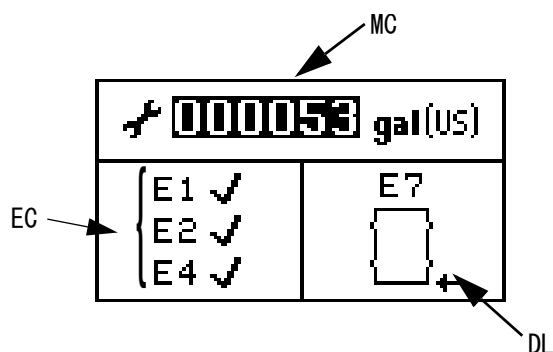 MC
000053 gal(US)
E1 ✓
E2 ✓
E4 ✓
E7
EC
DL